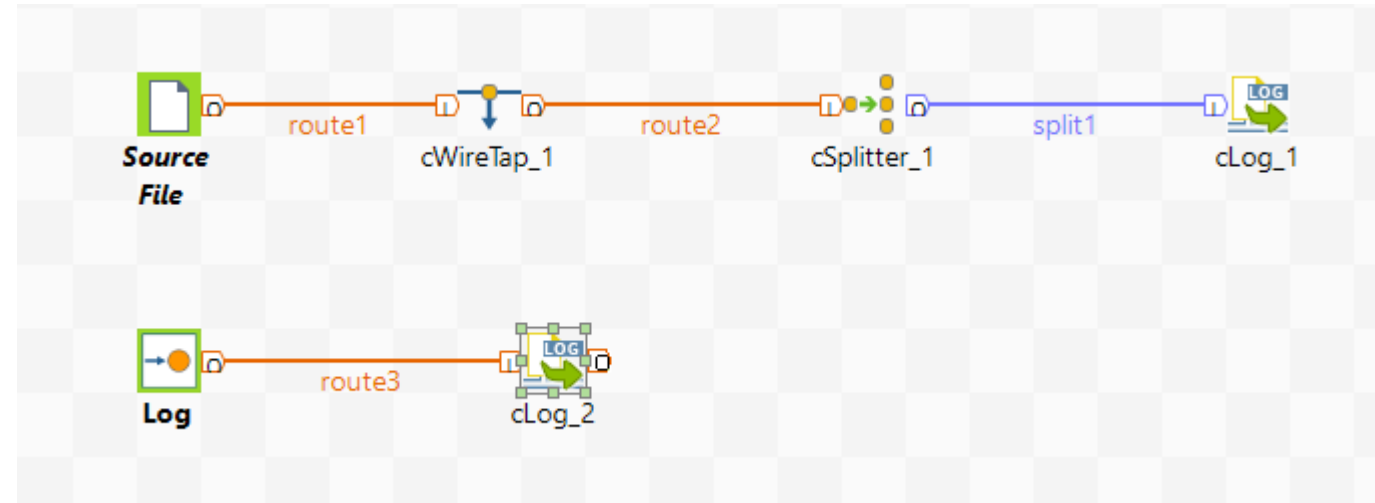 LOG
I O I O I O I
route1 route2 split1
Source cWireTap_1 cSplitter_1 cLog_1
File
LOG
O I O
route3
Log cLog_2